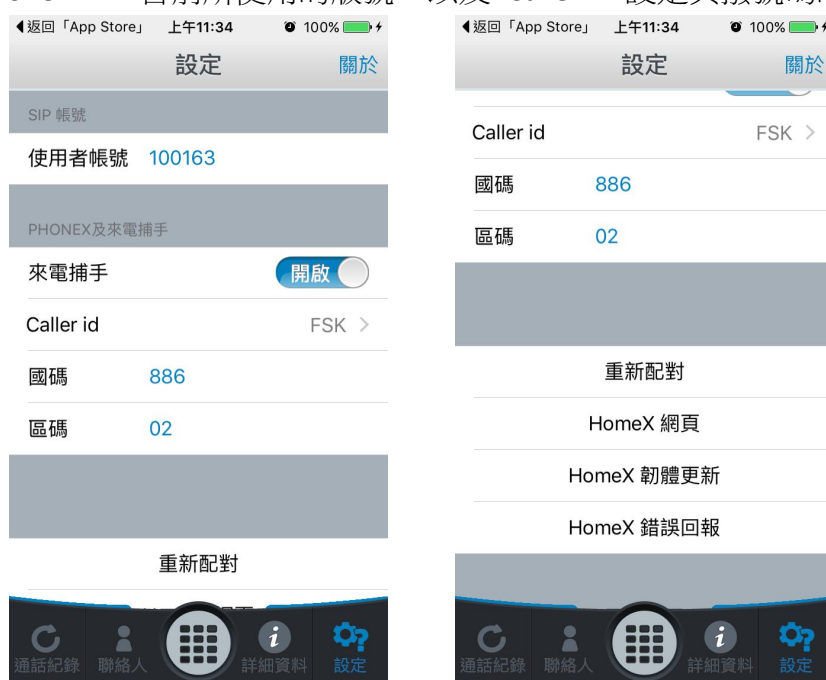 返回「App Store」 上午11:34 100%
設定 關於
SIP 帳號
使用者帳號 100163
PHONEX及來電捕手
來電捕手 開啟
Caller id FSK
國碼 886
區碼 02
重新配對
通話紀錄 聯絡人 詳細資料 設定
返回「App Store」 上午11:34 100%
設定 關於
Caller id FSK
國碼 886
區碼 02
重新配對
HomeX 網頁
HomeX 韌體更新
HomeX 錯誤回報
通話紀錄 聯絡人 詳細資料 設定